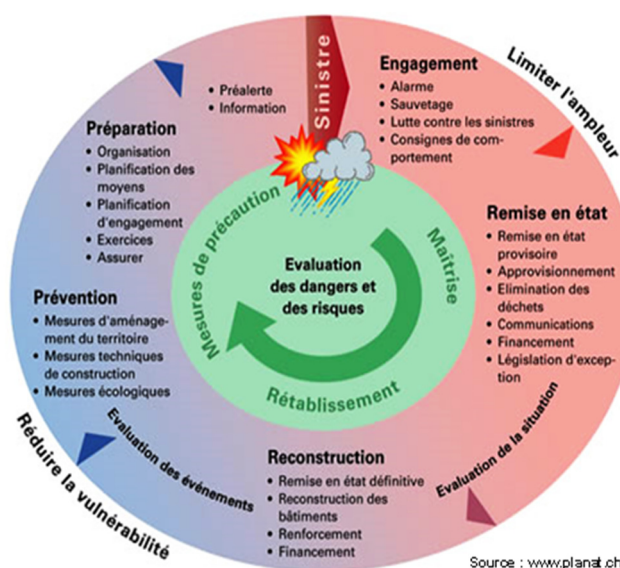 Sinistre
• Préalerte
• Information
Engagement
• Alarme
• Sauvetage
• Lutte contre les sinistres
• Consignes de com-
portement
Limiter l'ampleur
Remise en état
• Remise en état
provisoire
• Approvisionnement
• Elimination des
déchets
• Communications
• Financement
• Législation d'excep-
tion
Evaluation de la situation
Reconstruction
• Remise en état définitive
• Reconstruction des
bâtiments
• Renforcement
• Financement
Evaluation des événements
Réduire la vulnérabilité
Prévention
• Mesures d'aménage-
ment du territoire
• Mesures techniques
de construction
• Mesures écologiques
Préparation
• Organisation
• Planification des
moyens
• Planification
d'engagement
• Exercices
• Assurer
Mesures de précaution
Maîtrise
Rétablissement
Evaluation
des dangers et
des risques
Source : www.planat.ch